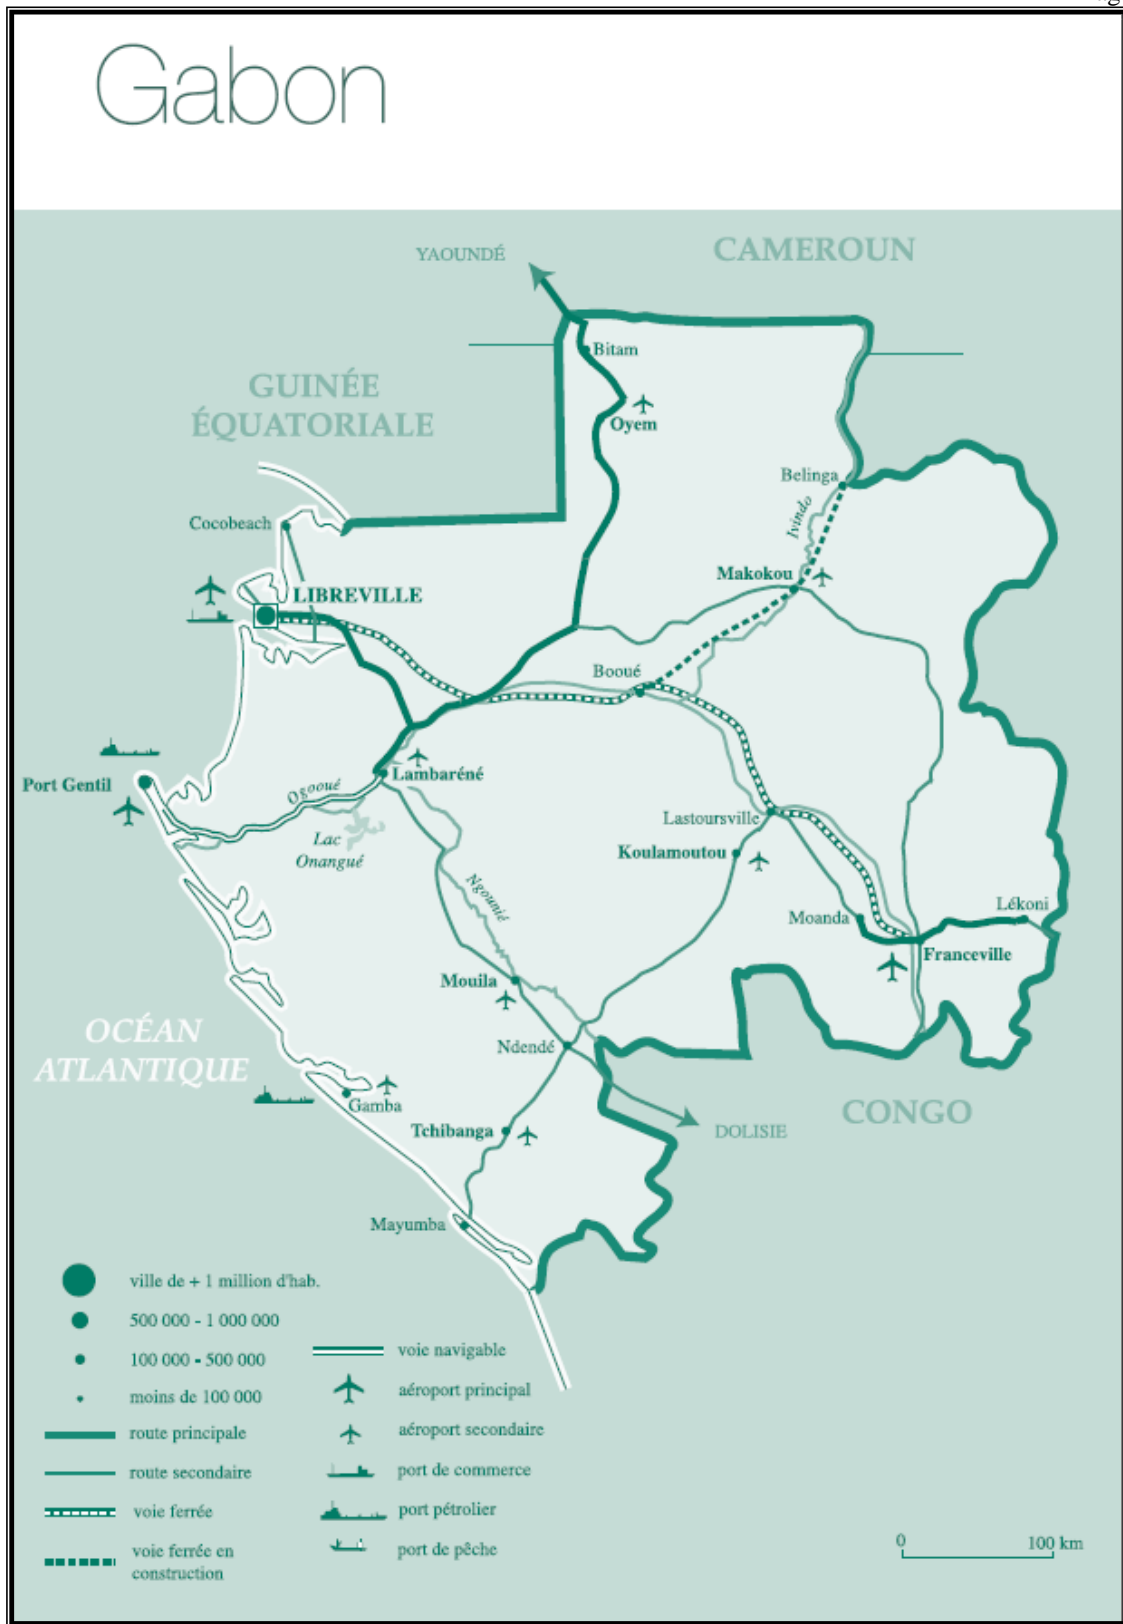 Gabon
YAOUNDÉ
CAMEROUN
Bitam
GUINÉE
ÉQUATORIALE
Oyem
Belinga
Ivindo
Cocobeach
Makokou
LIBREVILLE
Booué
Port Gentil
Ogooué
Lambaréné
Lac
Onangué
Lastoursville
Koulamoutou
Ngounié
Moanda
Lékoni
Franceville
Mouila
OCÉAN
ATLANTIQUE
Ndendé
Gamba
CONGO
Tchibanga
DOLISIE
Mayumba
ville de + 1 million d'hab.
500 000 - 1 000 000
100 000 - 500 000
moins de 100 000
route principale
route secondaire
voie ferrée
voie ferrée en
construction
voie navigable
aéroport principal
aéroport secondaire
port de commerce
port pétrolier
port de pêche
0
100 km